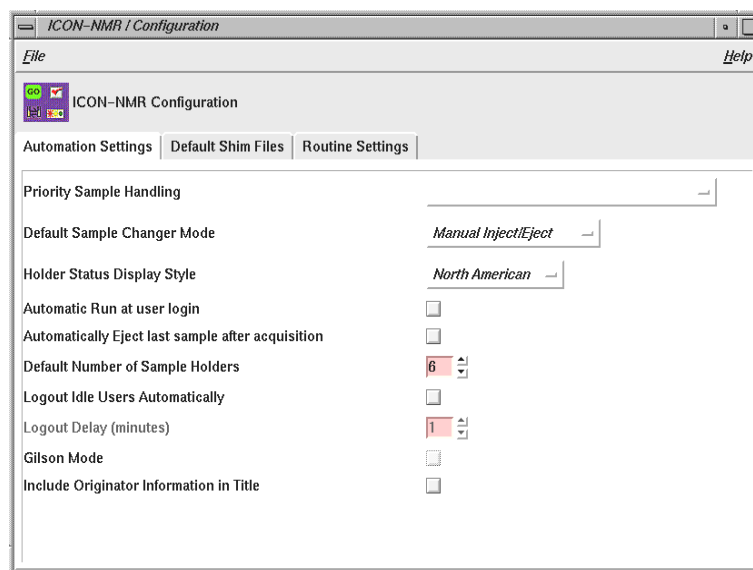 ICON-NMR / Configuration
File Help
GO
ICON-NMR Configuration
Automation Settings Default Shim Files Routine Settings
Priority Sample Handling
Default Sample Changer Mode Manual Inject/Eject
Holder Status Display Style North American
Automatic Run at user login
Automatically Eject last sample after acquisition
Default Number of Sample Holders 6
Logout Idle Users Automatically
Logout Delay (minutes) 1
Gilson Mode
Include Originator Information in Title